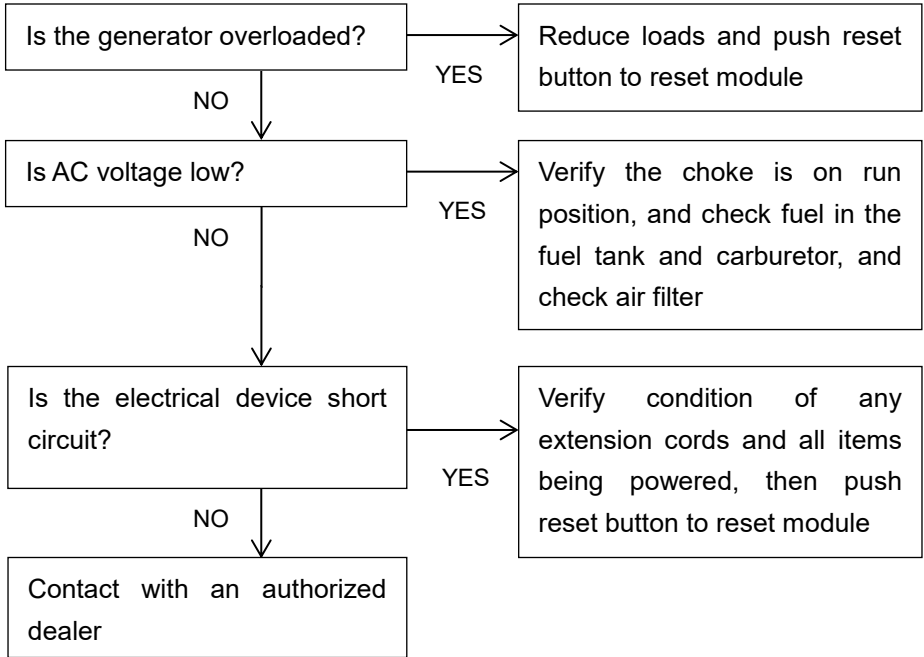 Is the generator overloaded?
YES
Reduce loads and push reset
button to reset module
NO
Is AC voltage low?
YES
Verify the choke is on run
position, and check fuel in the
fuel tank and carburetor, and
check air filter
NO
Is the electrical device short
circuit?
YES
Verify condition of any
extension cords and all items
being powered, then push
reset button to reset module
NO
Contact with an authorized
dealer